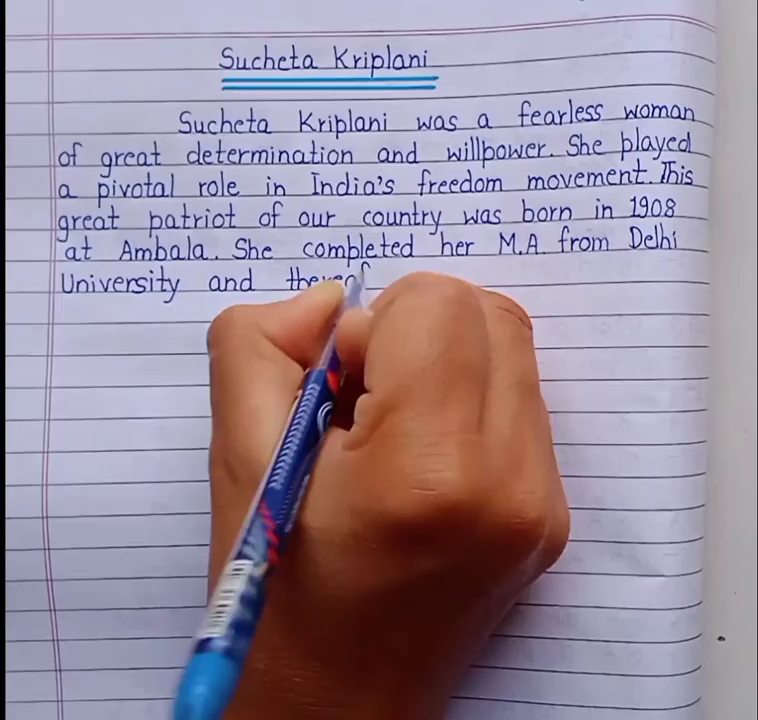 Sucheta Kriplani
Sucheta Kriplani was a fearless woman
of great determination and willpower. She played
a pivotal role in India's freedom movement. This
great patriot of our country was born in 1908
at Ambala. She completed her M.A. from Delhi
University and